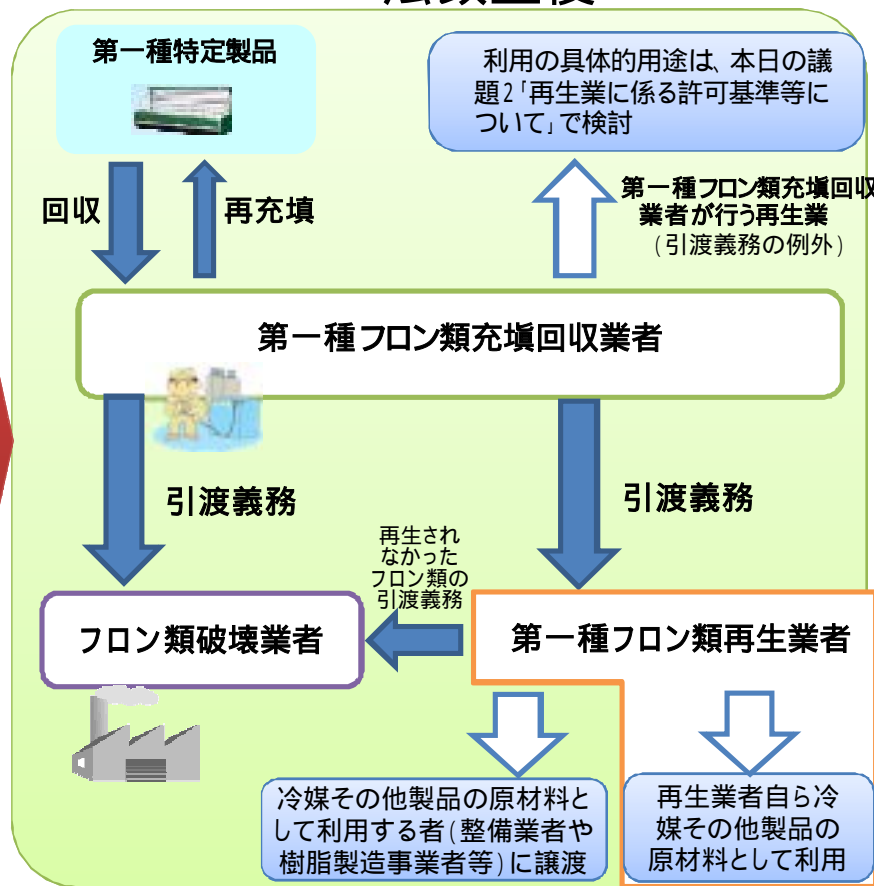 第一種特定製品
利用の具体的用途は、本日の議
題2「再生業に係る許可基準等に
ついて」で検討
回収
再充填
第一種フロン類充塡回収
業者が行う再生業
(引渡義務の例外)
第一種フロン類充塡回収業者
引渡義務
引渡義務
再生され
なかった
フロン類の
引渡義務
フロン類破壊業者
第一種フロン類再生業者
冷媒その他製品の原材料と
して利用する者(整備業者や
樹脂製造事業者等)に譲渡
再生業者自ら冷
媒その他製品の
原材料として利用